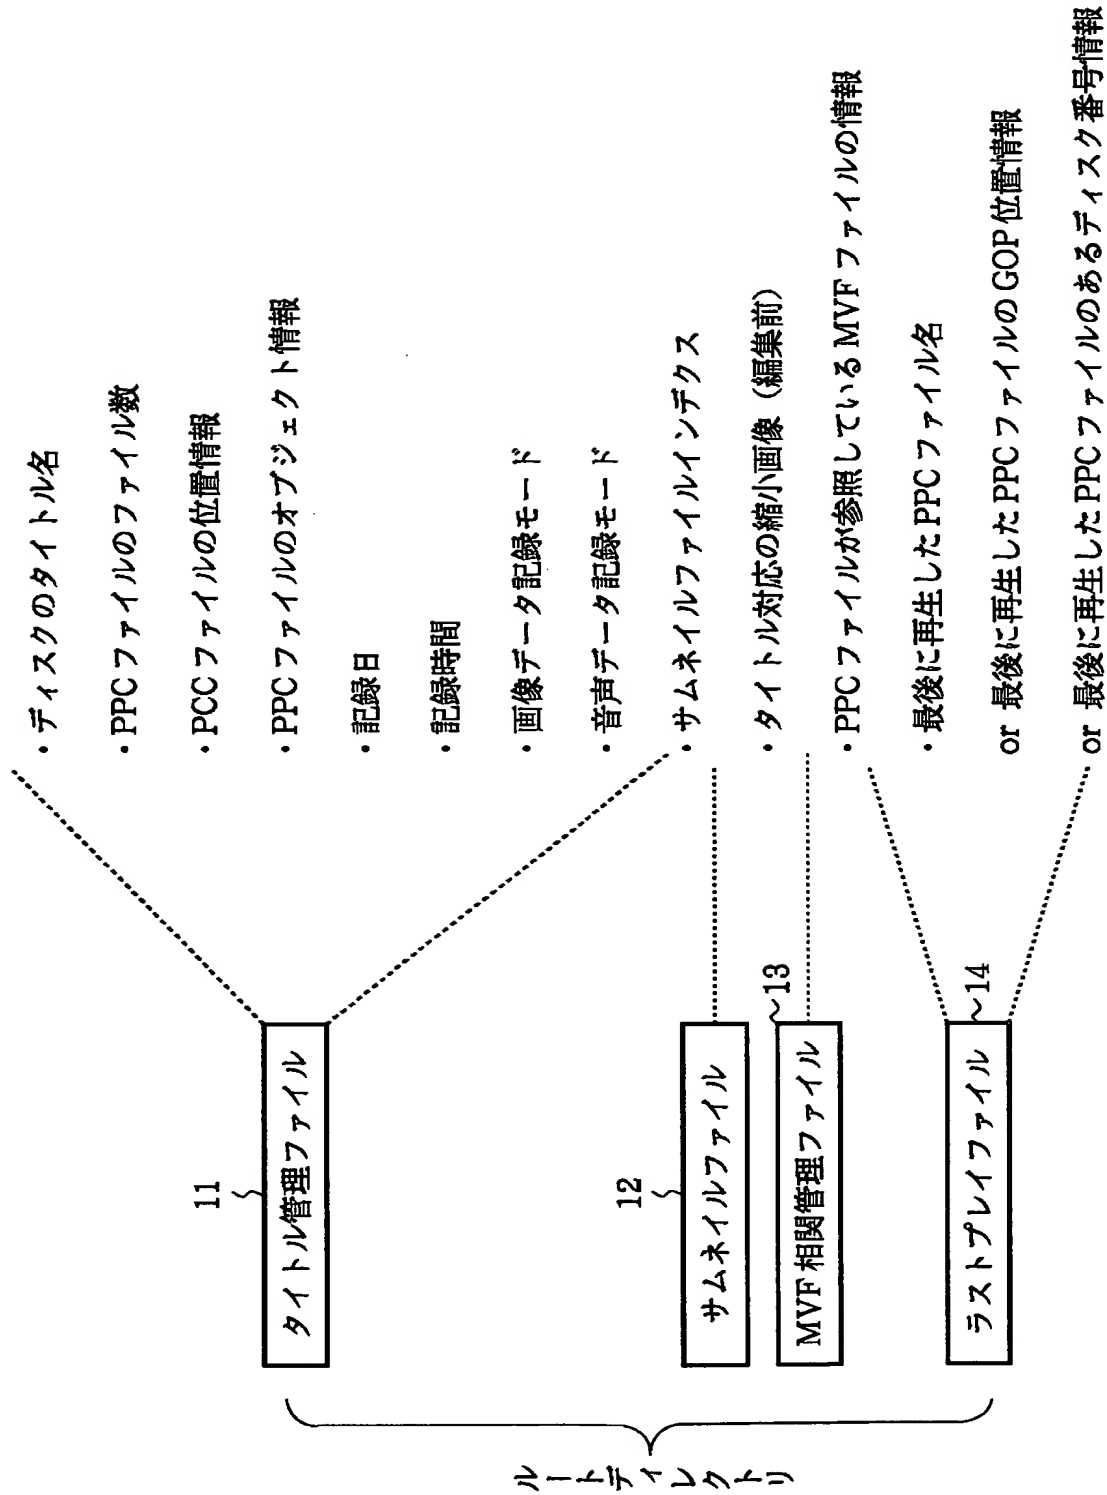 ルートディレクトリ
11
タイトル管理ファイル
・ディスクのタイトル名
・PPCファイルのファイル数
・PCCファイルの位置情報
・PPCファイルのオブジェクト情報
・記録日
・記録時間
・画像データ記録モード
・音声データ記録モード
・サムネイルファイルインデクス
12
サムネイルファイル
・タイトル対応の縮小画像（編集前）
13
MVF相関管理ファイル
・PPCファイルが参照しているMVFファイルの情報
14
ラストプレイファイル
・最後に再生したPPCファイル名
or 最後に再生したPPCファイルのGOP位置情報
or 最後に再生したPPCファイルのあるディスク番号情報